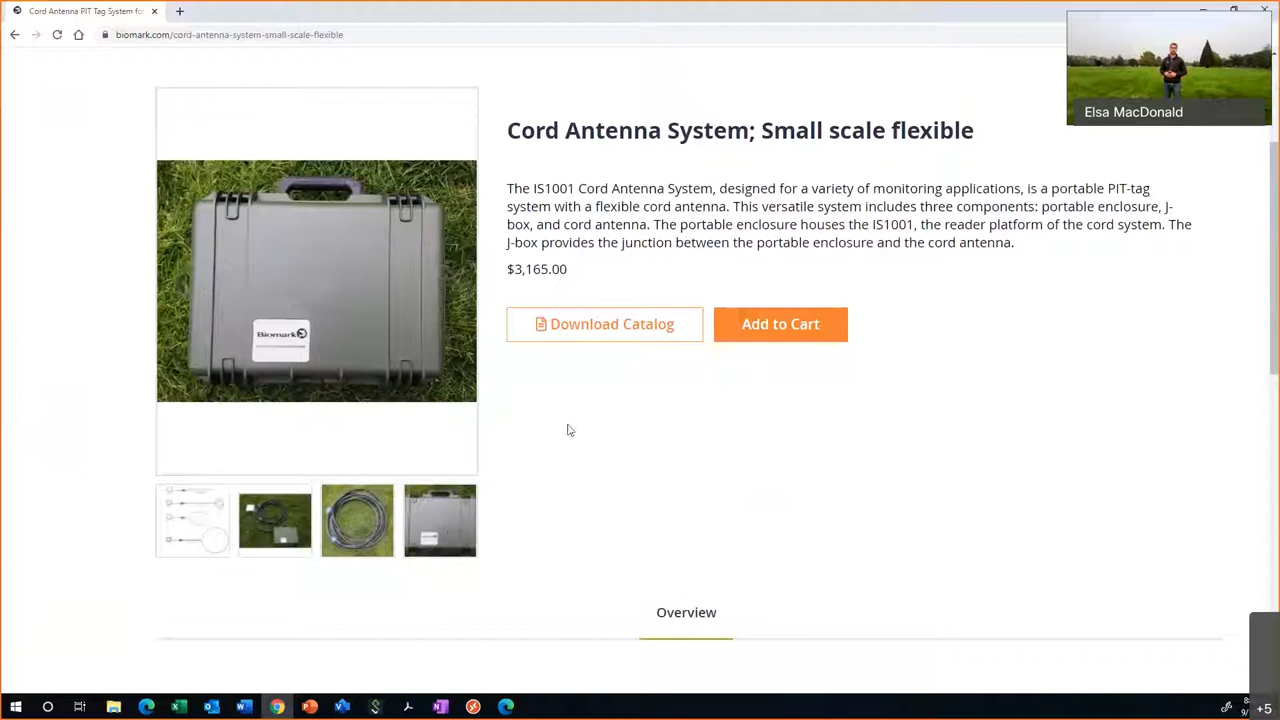 Cord Antenna PIT Tag System for
biomark.com/cord-antenna-system-small-scale-flexible
Elsa MacDonald
Cord Antenna System; Small scale flexible
The IS1001 Cord Antenna System, designed for a variety of monitoring applications, is a portable PIT-tag
system with a flexible cord antenna. This versatile system includes three components: portable enclosure, J-
box, and cord antenna. The portable enclosure houses the IS1001, the reader platform of the cord system. The
J-box provides the junction between the portable enclosure and the cord antenna.
$3,165.00
Download Catalog
Add to Cart
Biomark
Overview
+5